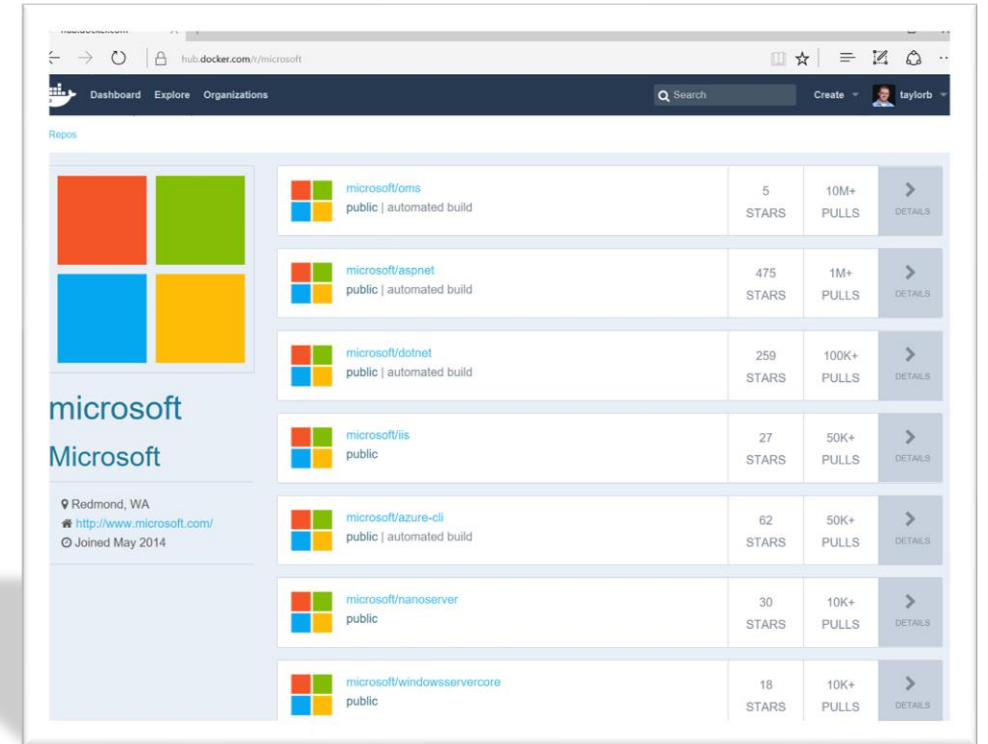 hub.docker.com/r/microsoft
Dashboard Explore Organizations
Search
Create
taylorb
Repos
microsoft
Microsoft
Redmond, WA
http://www.microsoft.com/
Joined May 2014
microsoft/oms
public | automated build
5
STARS
10M+
PULLS
DETAILS
microsoft/aspnet
public | automated build
475
STARS
1M+
PULLS
DETAILS
microsoft/dotnet
public | automated build
259
STARS
100K+
PULLS
DETAILS
microsoft/iis
public
27
STARS
50K+
PULLS
DETAILS
microsoft/azure-cli
public | automated build
62
STARS
50K+
PULLS
DETAILS
microsoft/nanoserver
public
30
STARS
10K+
PULLS
DETAILS
microsoft/windowsservercore
public
18
STARS
10K+
PULLS
DETAILS